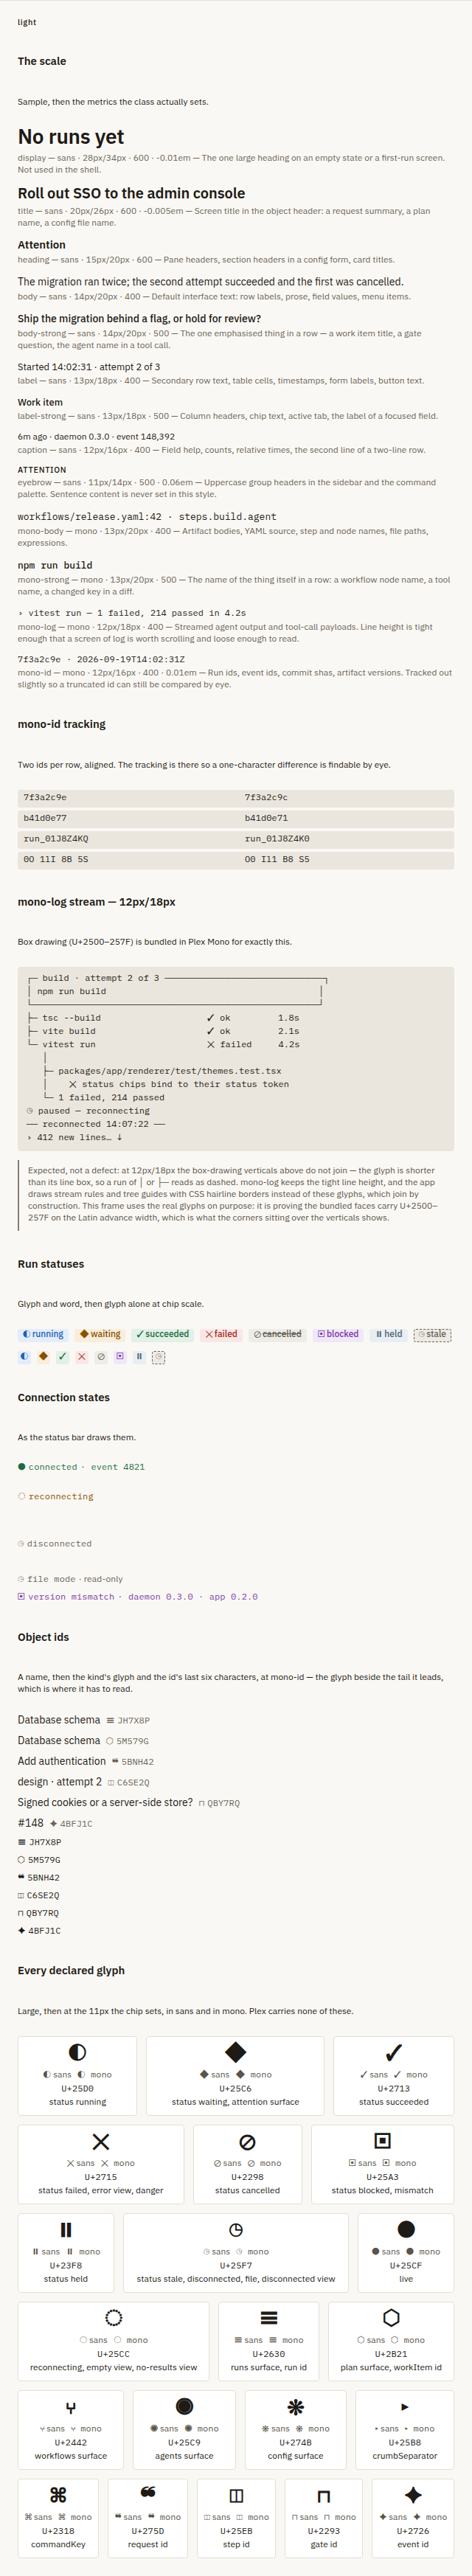 light
The scale
Sample, then the metrics the class actually sets.
No runs yet
display — sans · 28px/34px · 600 · -0.01em — The one large heading on an empty state or a first-run screen.
Not used in the shell.
Roll out SSO to the admin console
title — sans · 20px/26px · 600 · -0.005em — Screen title in the object header: a request summary, a plan
name, a config file name.
Attention
heading — sans · 15px/20px · 600 — Pane headers, section headers in a config form, card titles.
The migration ran twice; the second attempt succeeded and the first was cancelled.
body — sans · 14px/20px · 400 — Default interface text: row labels, prose, field values, menu items.
Ship the migration behind a flag, or hold for review?
body-strong — sans · 14px/20px · 500 — The one emphasised thing in a row — a work item title, a gate
question, the agent name in a tool call.
Started 14:02:31 · attempt 2 of 3
label — sans · 13px/18px · 400 — Secondary row text, table cells, timestamps, form labels, button text.
Work item
label-strong — sans · 13px/18px · 500 — Column headers, chip text, active tab, the label of a focused field.
6m ago · daemon 0.3.0 · event 148,392
caption — sans · 12px/16px · 400 — Field help, counts, relative times, the second line of a two-line row.
ATTENTION
eyebrow — sans · 11px/14px · 500 · 0.06em — Uppercase group headers in the sidebar and the command
palette. Sentence content is never set in this style.
workflows/release.yaml:42 · steps.build.agent
mono-body — mono · 13px/20px · 400 — Artifact bodies, YAML source, step and node names, file paths,
expressions.
npm run build
mono-strong — mono · 13px/20px · 500 — The name of the thing itself in a row: a workflow node name, a tool
name, a changed key in a diff.
› vitest run — 1 failed, 214 passed in 4.2s
mono-log — mono · 12px/18px · 400 — Streamed agent output and tool-call payloads. Line height is tight
enough that a screen of log is worth scrolling and loose enough to read.
7f3a2c9e · 2026-09-19T14:02:31Z
mono-id — mono · 12px/16px · 400 · 0.01em — Run ids, event ids, commit shas, artifact versions. Tracked out
slightly so a truncated id can still be compared by eye.
mono-id tracking
Two ids per row, aligned. The tracking is there so a one-character difference is findable by eye.
7f3a2c9e 7f3a2c9c
b41d0e77 b41d0e71
run_01J8Z4KQ run_01J8Z4K0
0O 1lI 8B 5S O0 Il1 B8 S5
mono-log stream — 12px/18px
Box drawing (U+2500–257F) is bundled in Plex Mono for exactly this.
┌─ build · attempt 2 of 3 ──────────────────────────────┐
│ npm run build │
└───────────────────────────────────────────────────────┘
├─ tsc --build ✓ ok 1.8s
├─ vite build ✓ ok 2.1s
└─ vitest run ✕ failed 4.2s
│
├─ packages/app/renderer/test/themes.test.tsx
│ ✕ status chips bind to their status token
└─ 1 failed, 214 passed
◷ paused — reconnecting
── reconnected 14:07:22 ──
› 412 new lines… ↓
Expected, not a defect: at 12px/18px the box-drawing verticals above do not join — the glyph is shorter
than its line box, so a run of │ or ├─ reads as dashed. mono-log keeps the tight line height, and the app
draws stream rules and tree guides with CSS hairline borders instead of these glyphs, which join by
construction. This frame uses the real glyphs on purpose: it is proving the bundled faces carry U+2500–
257F on the Latin advance width, which is what the corners sitting over the verticals shows.
Run statuses
Glyph and word, then glyph alone at chip scale.
◐ running ◆ waiting ✓ succeeded ✕ failed ⊘ cancelled ▣ blocked ⏸ held ◷ stale
◐ ◆ ✓ ✕ ⊘ ▣ ⏸ ◷
Connection states
As the status bar draws them.
● connected · event 4821
◌ reconnecting
◷ disconnected
◷ file mode · read-only
▣ version mismatch · daemon 0.3.0 · app 0.2.0
Object ids
A name, then the kind's glyph and the id's last six characters, at mono-id — the glyph beside the tail it leads,
which is where it has to read.
Database schema ☰ JH7X8P
Database schema ⬡ 5M579G
Add authentication ❝ 5BNH42
design · attempt 2 ◫ C6SE2Q
Signed cookies or a server-side store? ⊓ QBY7RQ
#148 ✦ 4BFJ1C
☰ JH7X8P
⬡ 5M579G
❝ 5BNH42
◫ C6SE2Q
⊓ QBY7RQ
✦ 4BFJ1C
Every declared glyph
Large, then at the 11px the chip sets, in sans and in mono. Plex carries none of these.
◐ ◆ ✓
◐ sans ◐ mono ◆ sans ◆ mono ✓ sans ✓ mono
U+25D0 U+25C6 U+2713
status running status waiting, attention surface status succeeded
✕ ⊘ ▣
✕ sans ✕ mono ⊘ sans ⊘ mono ▣ sans ▣ mono
U+2715 U+2298 U+25A3
status failed, error view, danger status cancelled status blocked, mismatch
⏸ ◷ ●
⏸ sans ⏸ mono ◷ sans ◷ mono ● sans ● mono
U+23F8 U+25F7 U+25CF
status held status stale, disconnected, file, disconnected view live
◌ ☰ ⬡
◌ sans ◌ mono ☰ sans ☰ mono ⬡ sans ⬡ mono
U+25CC U+2630 U+2B21
reconnecting, empty view, no-results view runs surface, run id plan surface, workItem id
⑂ ◉ ❋ ▸
⑂ sans ⑂ mono ◉ sans ◉ mono ❋ sans ❋ mono ▸ sans ▸ mono
U+2442 U+25C9 U+274B U+25B8
workflows surface agents surface config surface crumbSeparator
⌘ ❝ ◫ ⊓ ✦
⌘ sans ⌘ mono ❝ sans ❝ mono ◫ sans ◫ mono ⊓ sans ⊓ mono ✦ sans ✦ mono
U+2318 U+275D U+25EB U+2293 U+2726
commandKey request id step id gate id event id